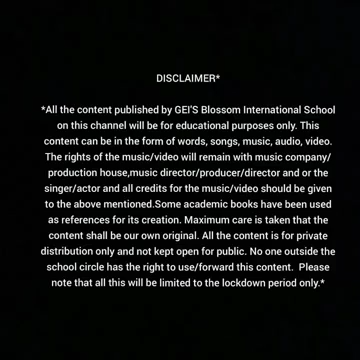 DISCLAIMER*
*All the content published by GEI'S Blossom International School
on this channel will be for educational purposes only. This
content can be in the form of words, songs, music, audio, video.
The rights of the music/video will remain with music company/
production house,music director/producer/director and or the
singer/actor and all credits for the music/video should be given
to the above mentioned.Some academic books have been used
as references for its creation. Maximum care is taken that the
content shall be our own original. All the content is for private
distribution only and not kept open for public. No one outside the
school circle has the right to use/forward this content.  Please
note that all this will be limited to the lockdown period only.*